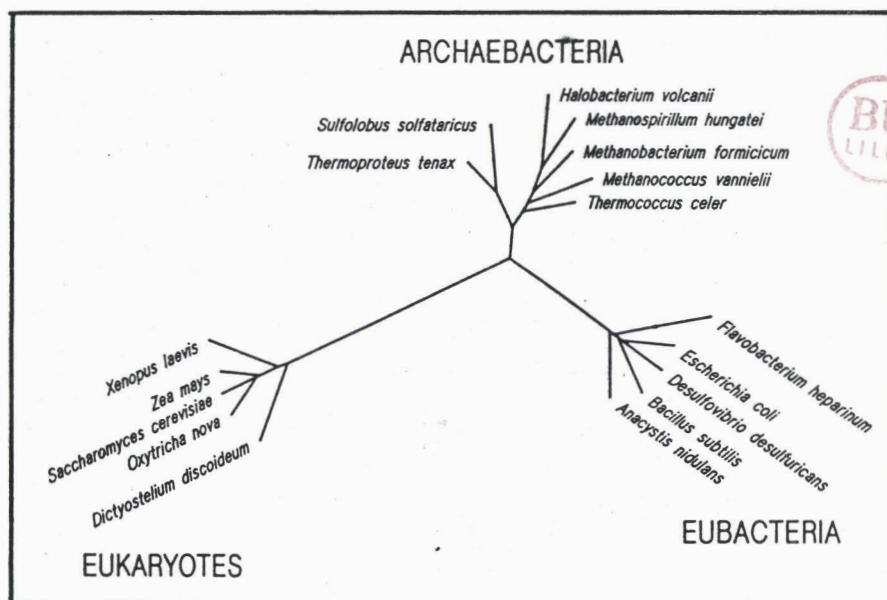 ARCHAEBACTERIA
Halobacterium volcanii
Sulfolobus solfataricus
Methanospirillum hungatei
Methanobacterium formicicum
Thermoproteus tenax
Methanococcus vannielii
Thermococcus celer
Xenopus laevis
Zea mays
Saccharomyces cerevisiae
Oxytricha nova
Dictyostelium discoideum
Flavobacterium heparinum
Escherichia coli
Desulfovibrio desulfuricans
Bacillus subtilis
Anacystis nidulans
EUBACTERIA
EUKARYOTES